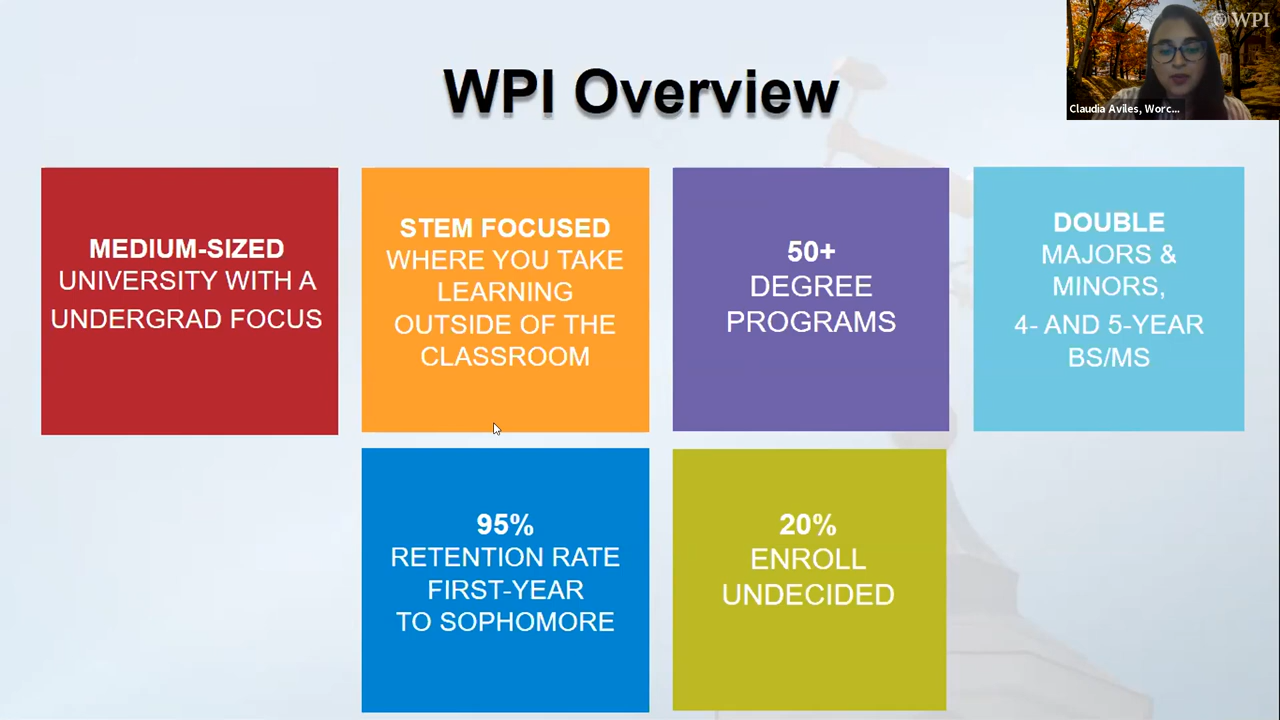 WPI Overview
WPI
Claudia Aviles, Worc...
MEDIUM-SIZED
UNIVERSITY WITH A
UNDERGRAD FOCUS
STEM FOCUSED
WHERE YOU TAKE
LEARNING
OUTSIDE OF THE
CLASSROOM
50+
DEGREE
PROGRAMS
DOUBLE
MAJORS &
MINORS,
4- AND 5-YEAR
BS/MS
95%
RETENTION RATE
FIRST-YEAR
TO SOPHOMORE
20%
ENROLL
UNDECIDED